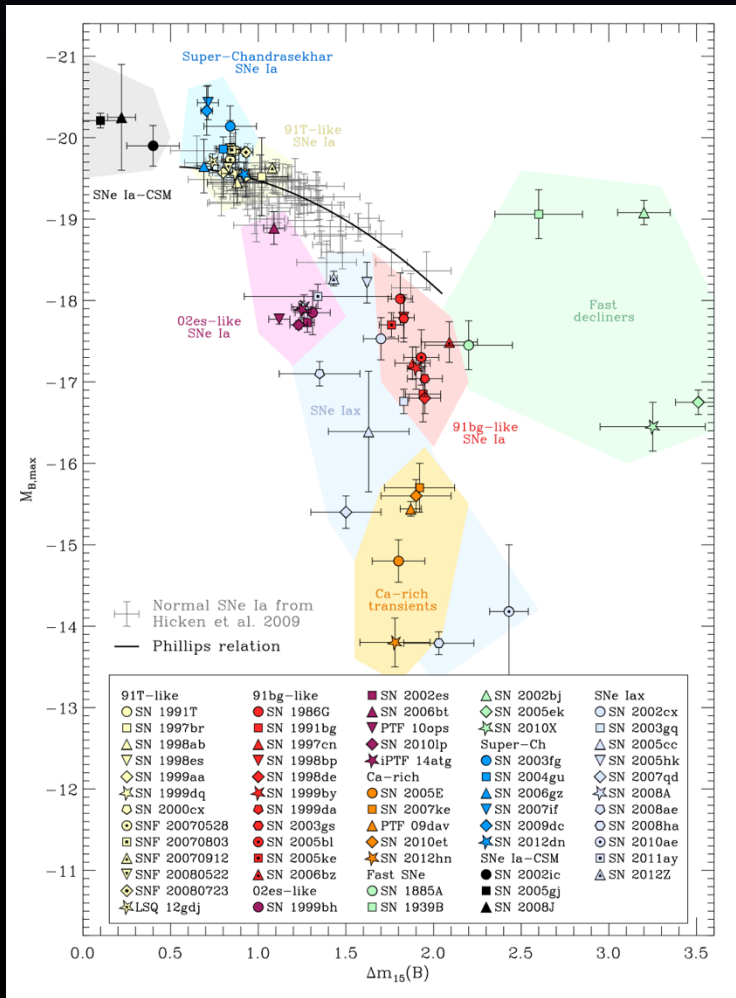 -21
-20
-19
-18
-17
-16
-15
-14
-13
-12
-11
M_B,max
Super-Chandrasekhar
SNe Ia
91T-like
SNe Ia
SNe Ia-CSM
02es-like
SNe Ia
SNe Iax
91bg-like
SNe Ia
Fast
decliners
Ca-rich
transients
Normal SNe Ia from
Hicken et al. 2009
Phillips relation
91T-like
SN 1991T
SN 1997br
SN 1998ab
SN 1998es
SN 1999aa
SN 1999dq
SN 2000cx
SNF 20070528
SNF 20070803
SNF 20070912
SNF 20080522
SNF 20080723
LSQ 12gdj
91bg-like
SN 1986G
SN 1991bg
SN 1997cn
SN 1998bp
SN 1998de
SN 1999by
SN 1999da
SN 2003gs
SN 2005bl
SN 2005ke
SN 2006bz
02es-like
SN 1999bh
SN 2002es
SN 2006bt
PTF 10ops
SN 2010lp
iPTF 14atg
Ca-rich
SN 2005E
SN 2007ke
PTF 09dav
SN 2010et
SN 2012hn
Fast SNe
SN 1885A
SN 1939B
SN 2002bj
SN 2005ek
SN 2010X
Super-Ch
SN 2003fg
SN 2004gu
SN 2006gz
SN 2007if
SN 2009dc
SN 2012dn
SNe Ia-CSM
SN 2002ic
SN 2005gj
SN 2008J
SNe Iax
SN 2002cx
SN 2003gq
SN 2005cc
SN 2005hk
SN 2007qd
SN 2008A
SN 2008ae
SN 2008ha
SN 2010ae
SN 2011ay
SN 2012Z
0.0 0.5 1.0 1.5 2.0 2.5 3.0 3.5
Δm15(B)